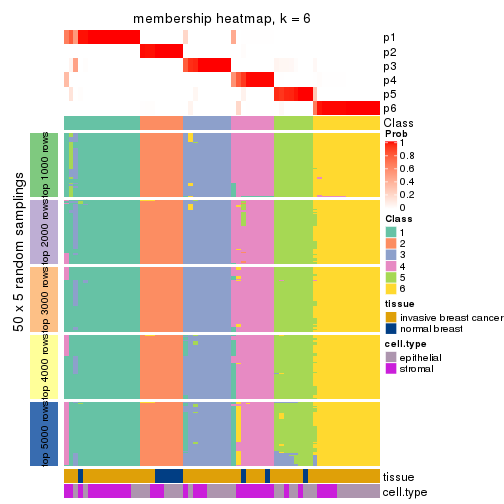 membership heatmap, k = 6
p1
p2
p3
p4
p5
p6
Class
Prob
1
0.8
0.6
0.4
0.2
0
Class
1
2
3
4
5
6
tissue
invasive breast cancer
normal breast
cell.type
epithelial
stromal
50 x 5 random samplings
top 1000 rows
top 2000 rows
top 3000 rows
top 4000 rows
top 5000 rows
tissue
cell.type